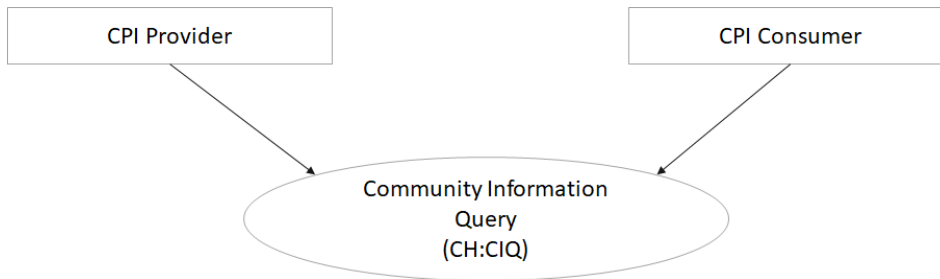 CPI Provider
CPI Consumer
Community Information
Query
(CH:CIQ)